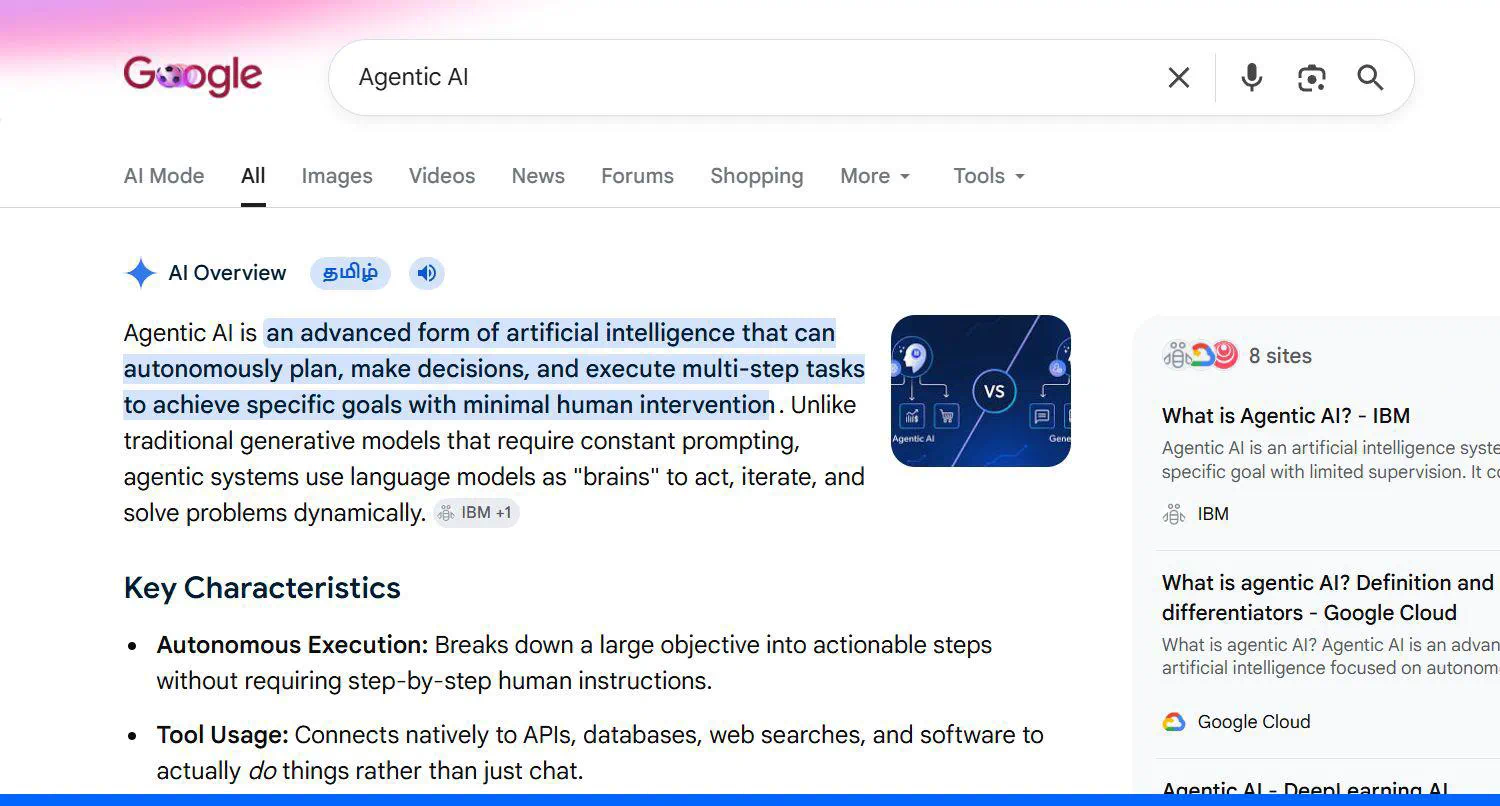 Google
Agentic AI
AI Mode All Images Videos News Forums Shopping More Tools
AI Overview தமிழ்
Agentic AI is an advanced form of artificial intelligence that can
autonomously plan, make decisions, and execute multi-step tasks
to achieve specific goals with minimal human intervention. Unlike
traditional generative models that require constant prompting,
agentic systems use language models as "brains" to act, iterate, and
solve problems dynamically. IBM +1
VS
Agentic AI
Gene
Key Characteristics
• Autonomous Execution: Breaks down a large objective into actionable steps
without requiring step-by-step human instructions.
• Tool Usage: Connects natively to APIs, databases, web searches, and software to
actually do things rather than just chat.
8 sites
What is Agentic AI? - IBM
Agentic AI is an artificial intelligence syste
specific goal with limited supervision. It co
IBM
What is agentic AI? Definition and
differentiators - Google Cloud
What is agentic AI? Agentic AI is an advan
artificial intelligence focused on autonom
Google Cloud
Agentic AI - DeepLearning.AI